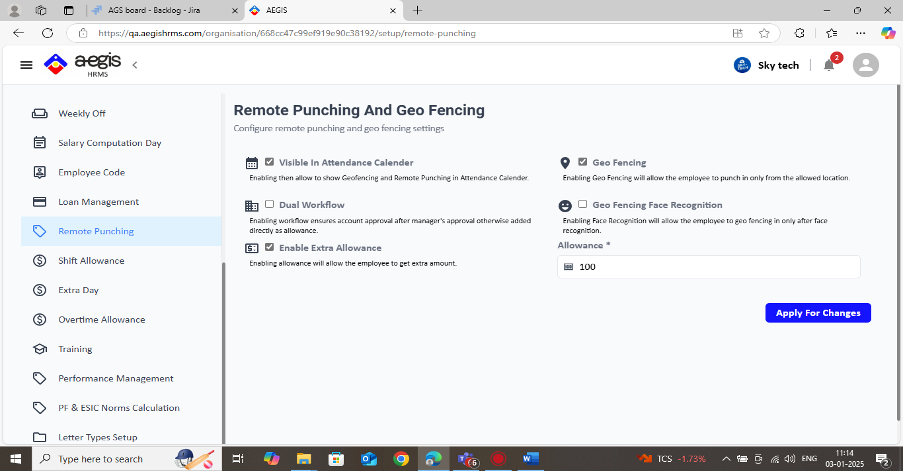 AGS board - Backlog - Jira
AEGIS
https://qa.aegishrms.com/organisation/668cc47c99ef919e90c38192/setup/remote-punching
aegis
HRMS
Sky tech
2
Weekly Off
Salary Computation Day
Employee Code
Loan Management
Remote Punching
Shift Allowance
Extra Day
Overtime Allowance
Training
Performance Management
PF & ESIC Norms Calculation
Letter Types Setup
Remote Punching And Geo Fencing
Configure remote punching and geo fencing settings
Visible In Attendance Calender
Enabling then allow to show Geofencing and Remote Punching in Attendance Calender.
Geo Fencing
Enabling Geo Fencing will allow the employee to punch in only from the allowed location.
Dual Workflow
Enabling workflow ensures account approval after manager's approval otherwise added
directly as allowance.
Geo Fencing Face Recognition
Enabling Face Recognition will allow the employee to geo fencing in only after face
recognition.
Enable Extra Allowance
Enabling allowance will allow the employee to get extra amount.
Allowance *
100
Apply For Changes
Type here to search
6
TCS -1.73%
ENG
11:14
03-01-2025
2